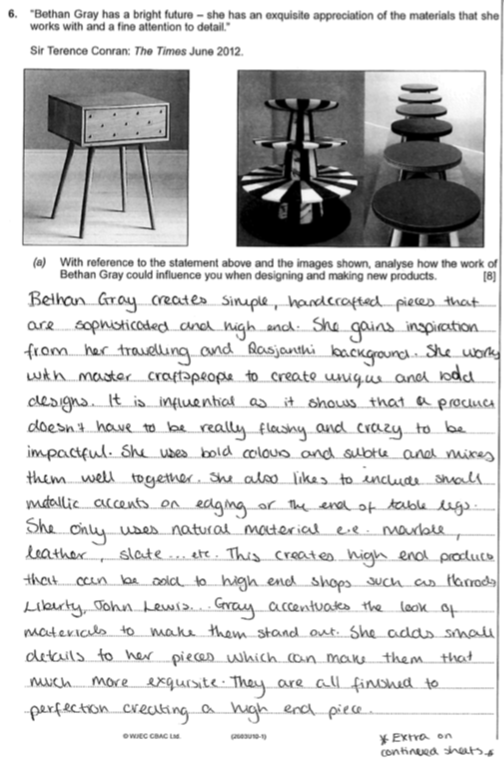 6. "Bethan Gray has a bright future – she has an exquisite appreciation of the materials that she
works with and a fine attention to detail."
Sir Terence Conran: The Times June 2012.
(a) With reference to the statement above and the images shown, analyse how the work of
Bethan Gray could influence you when designing and making new products. [8]
Bethan Gray creates simple, handcrafted pieces that
are sophisticated and high end. She gains inspiration
from her travelling and Rasjanthi background. She works
with master craftspeople to create unique and
designs. It is influential as it shows that a product
doesn't have to be really flashy and crazy to be
impactful. She uses bold colours and subtle and mixes
them well together. She also likes to include small
metallic accents on edging or the end of table legs.
She only uses natural material e.e. marble,
leather, slate ... etc. This creates high end products
that can be sold to high end shops such as Harrods
Liberty, John Lewis... Gray accentuates the look of
materials to make them stand out. She adds small
details to her pieces which can make them that
much more exquisite. They are all finished to
perfection creating a high end piece.
© WJEC CBAC Ltd. (2603U10-1)
* Extra on
continued sheets *